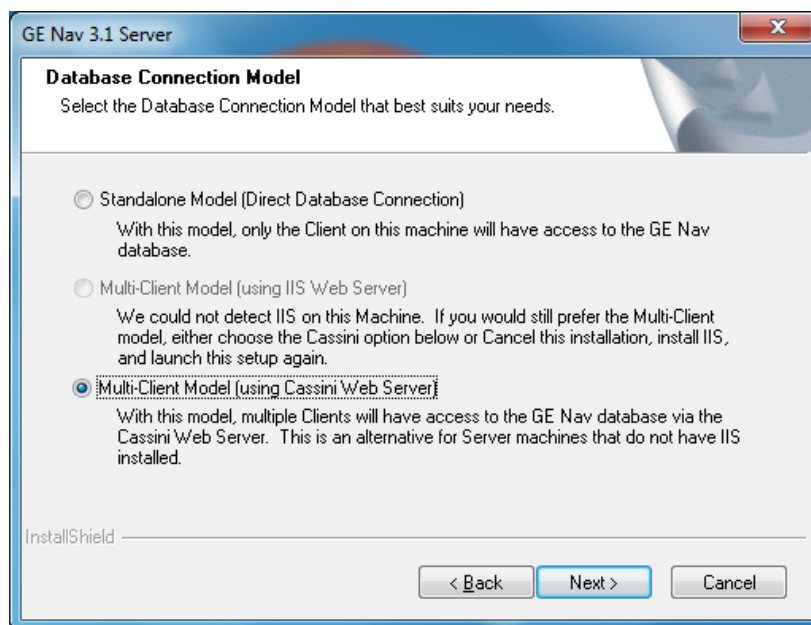 GE Nav 3.1 Server
Database Connection Model
Select the Database Connection Model that best suits your needs.
Standalone Model (Direct Database Connection)
With this model, only the Client on this machine will have access to the GE Nav
database.
Multi-Client Model (using IIS Web Server)
We could not detect IIS on this Machine.  If you would still prefer the Multi-Client
model, either choose the Cassini option below or Cancel this installation, install IIS,
and launch this setup again.
Multi-Client Model (using Cassini Web Server)
With this model, multiple Clients will have access to the GE Nav database via the
Cassini Web Server.  This is an alternative for Server machines that do not have IIS
installed.
InstallShield
< Back
Next >
Cancel